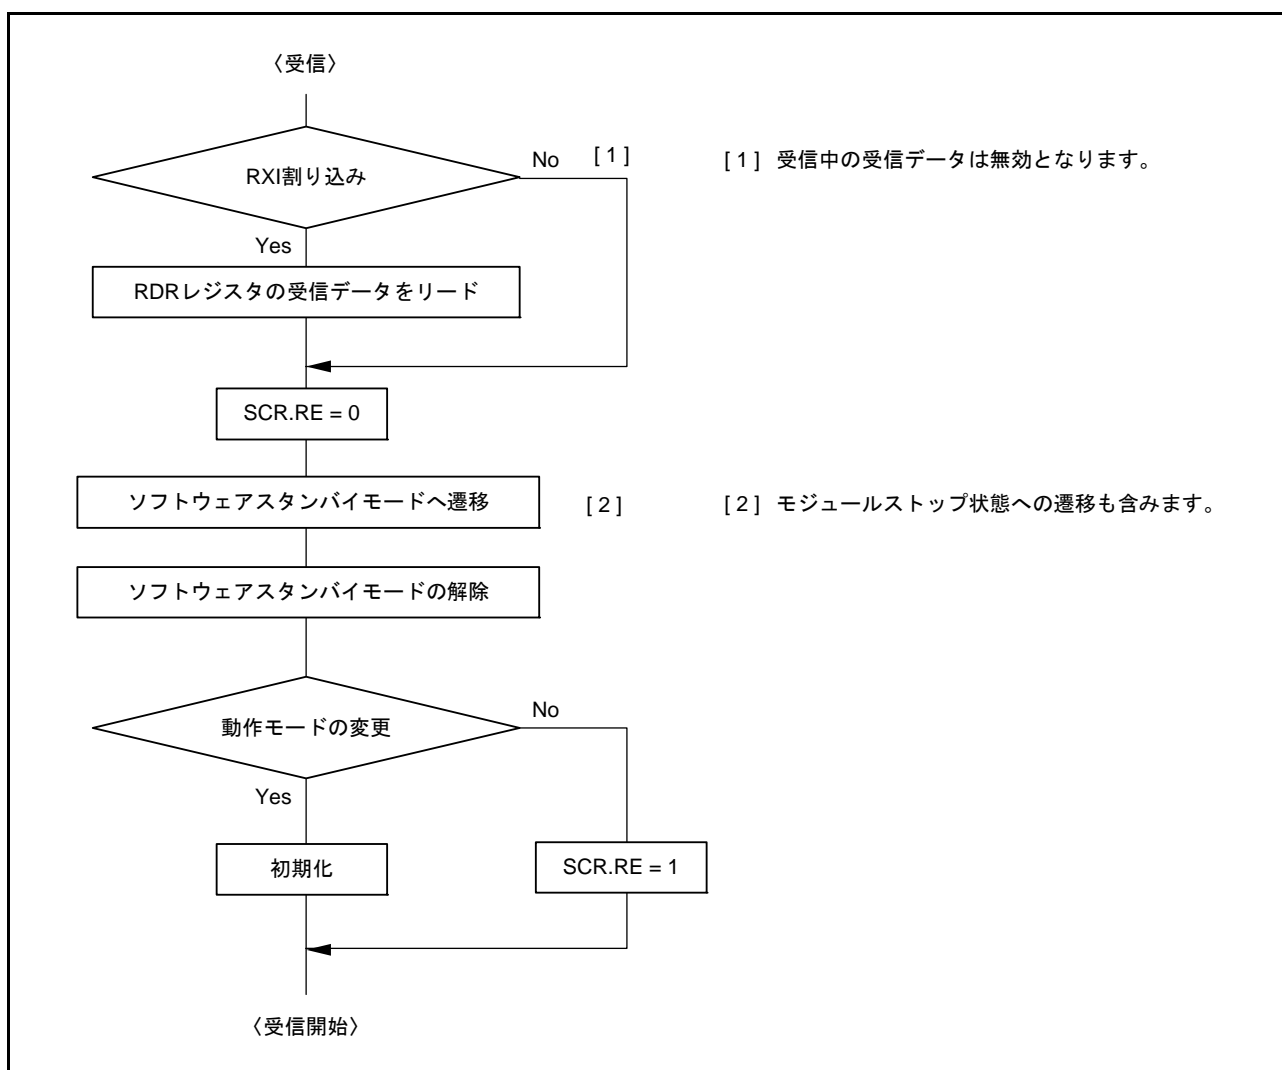 〈受信〉
RXI割り込み
No
[ 1 ]
[ 1 ] 受信中の受信データは無効となります。
Yes
RDRレジスタの受信データをリード
SCR.RE = 0
ソフトウェアスタンバイモードへ遷移
[ 2 ]
[ 2 ] モジュールストップ状態への遷移も含みます。
ソフトウェアスタンバイモードの解除
動作モードの変更
No
Yes
初期化
SCR.RE = 1
〈受信開始〉